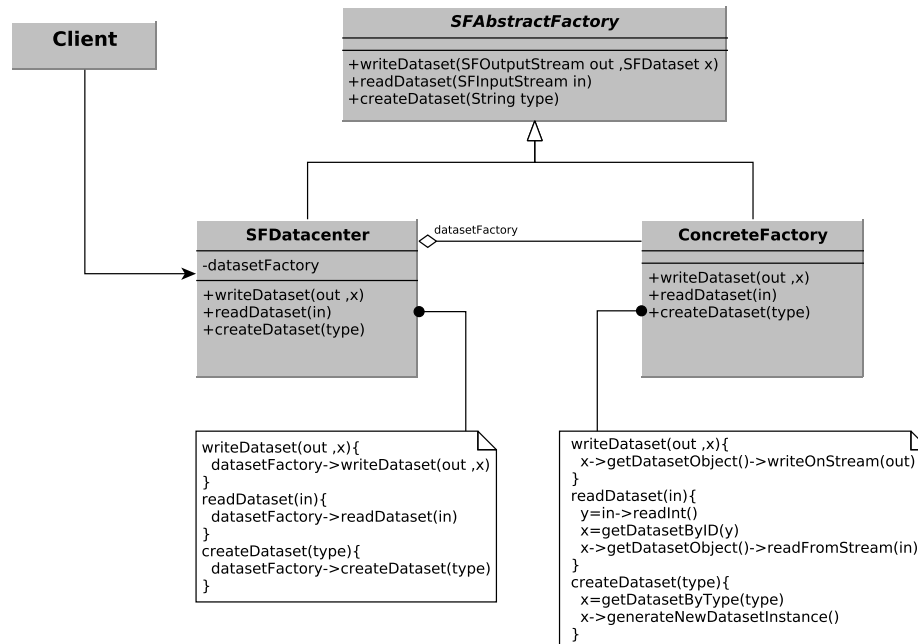 Client
SFAbstractFactory
+writeDataset(SFOutputStream out ,SFDataset x)
+readDataset(SFInputStream in)
+createDataset(String type)
SFDatacenter
-datasetFactory
+writeDataset(out ,x)
+readDataset(in)
+createDataset(type)
datasetFactory
ConcreteFactory
+writeDataset(out ,x)
+readDataset(in)
+createDataset(type)
writeDataset(out ,x){
datasetFactory->writeDataset(out ,x)
}
readDataset(in){
datasetFactory->readDataset(in)
}
createDataset(type){
datasetFactory->createDataset(type)
}
writeDataset(out ,x){
x->getDatasetObject()->writeOnStream(out)
}
readDataset(in){
y=in->readInt()
x=getDatasetByID(y)
x->getDatasetObject()->readFromStream(in)
}
createDataset(type){
x=getDatasetByType(type)
x->generateNewDatasetInstance()
}